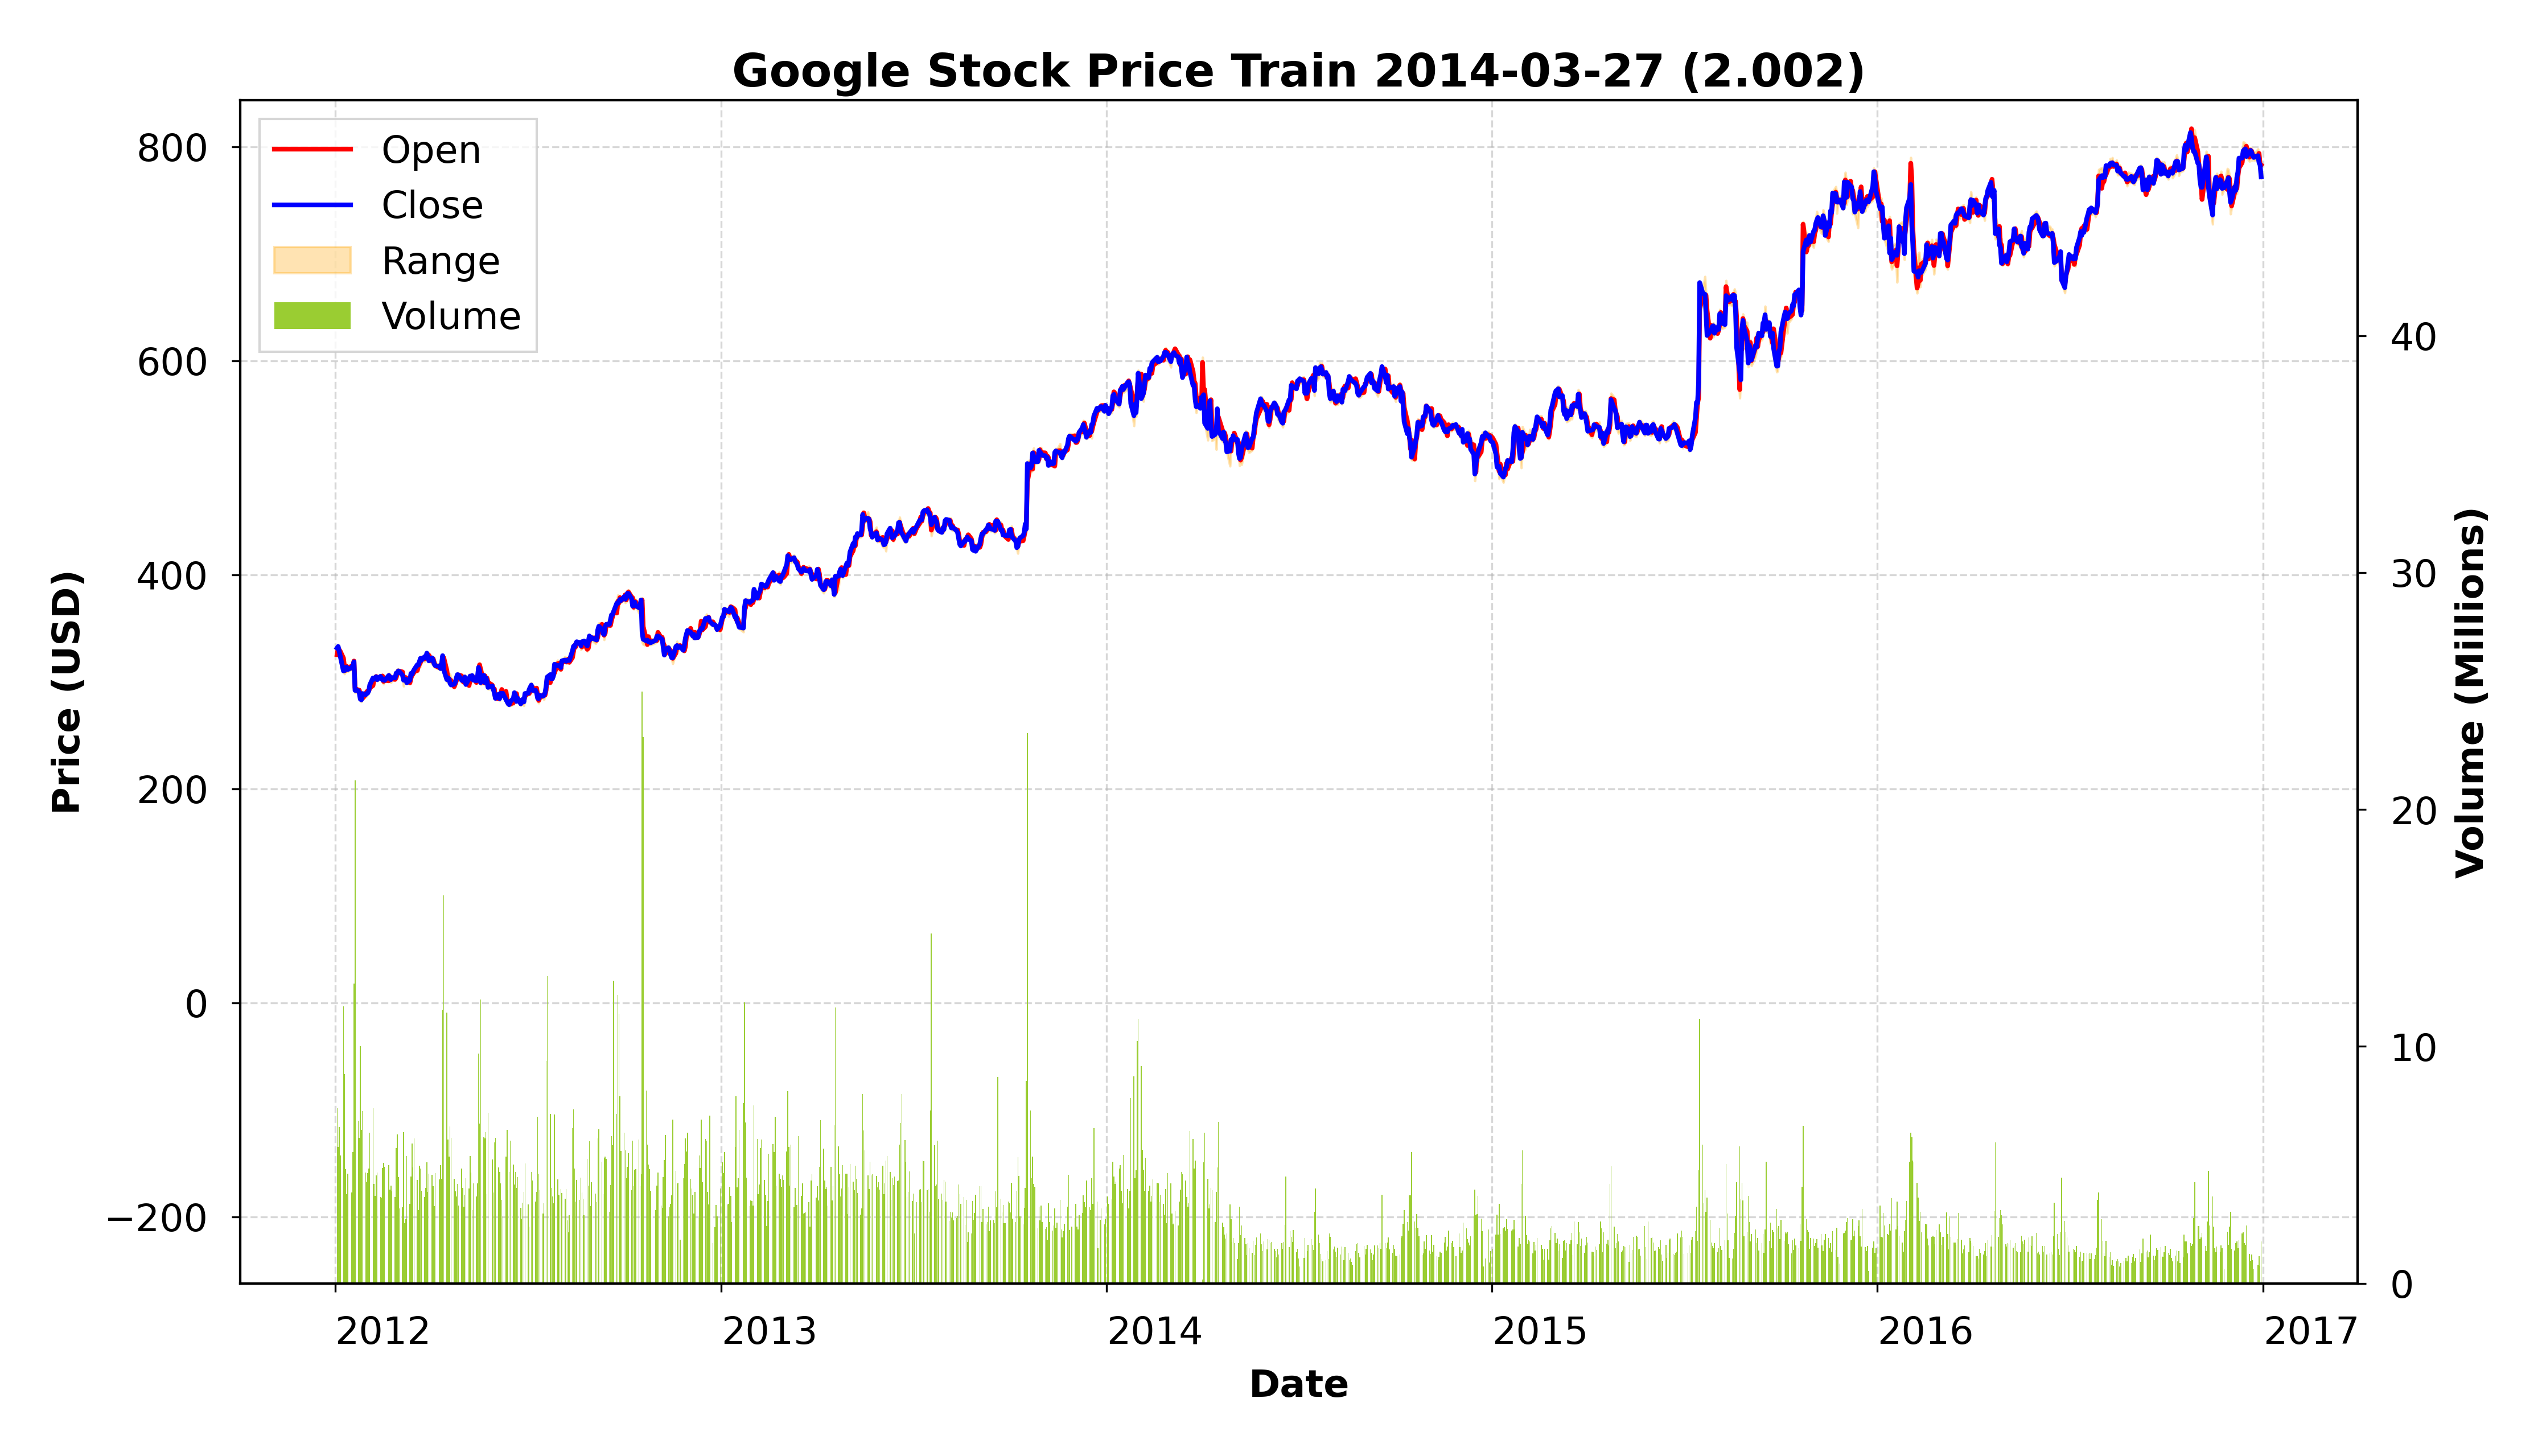 Google Stock Price Train 2014-03-27 (2.002)
Open
Close
Range
Volume
800
600
400
200
0
−200
Price (USD)
40
30
20
10
0
Volume (Millions)
2012
2013
2014
2015
2016
2017
Date